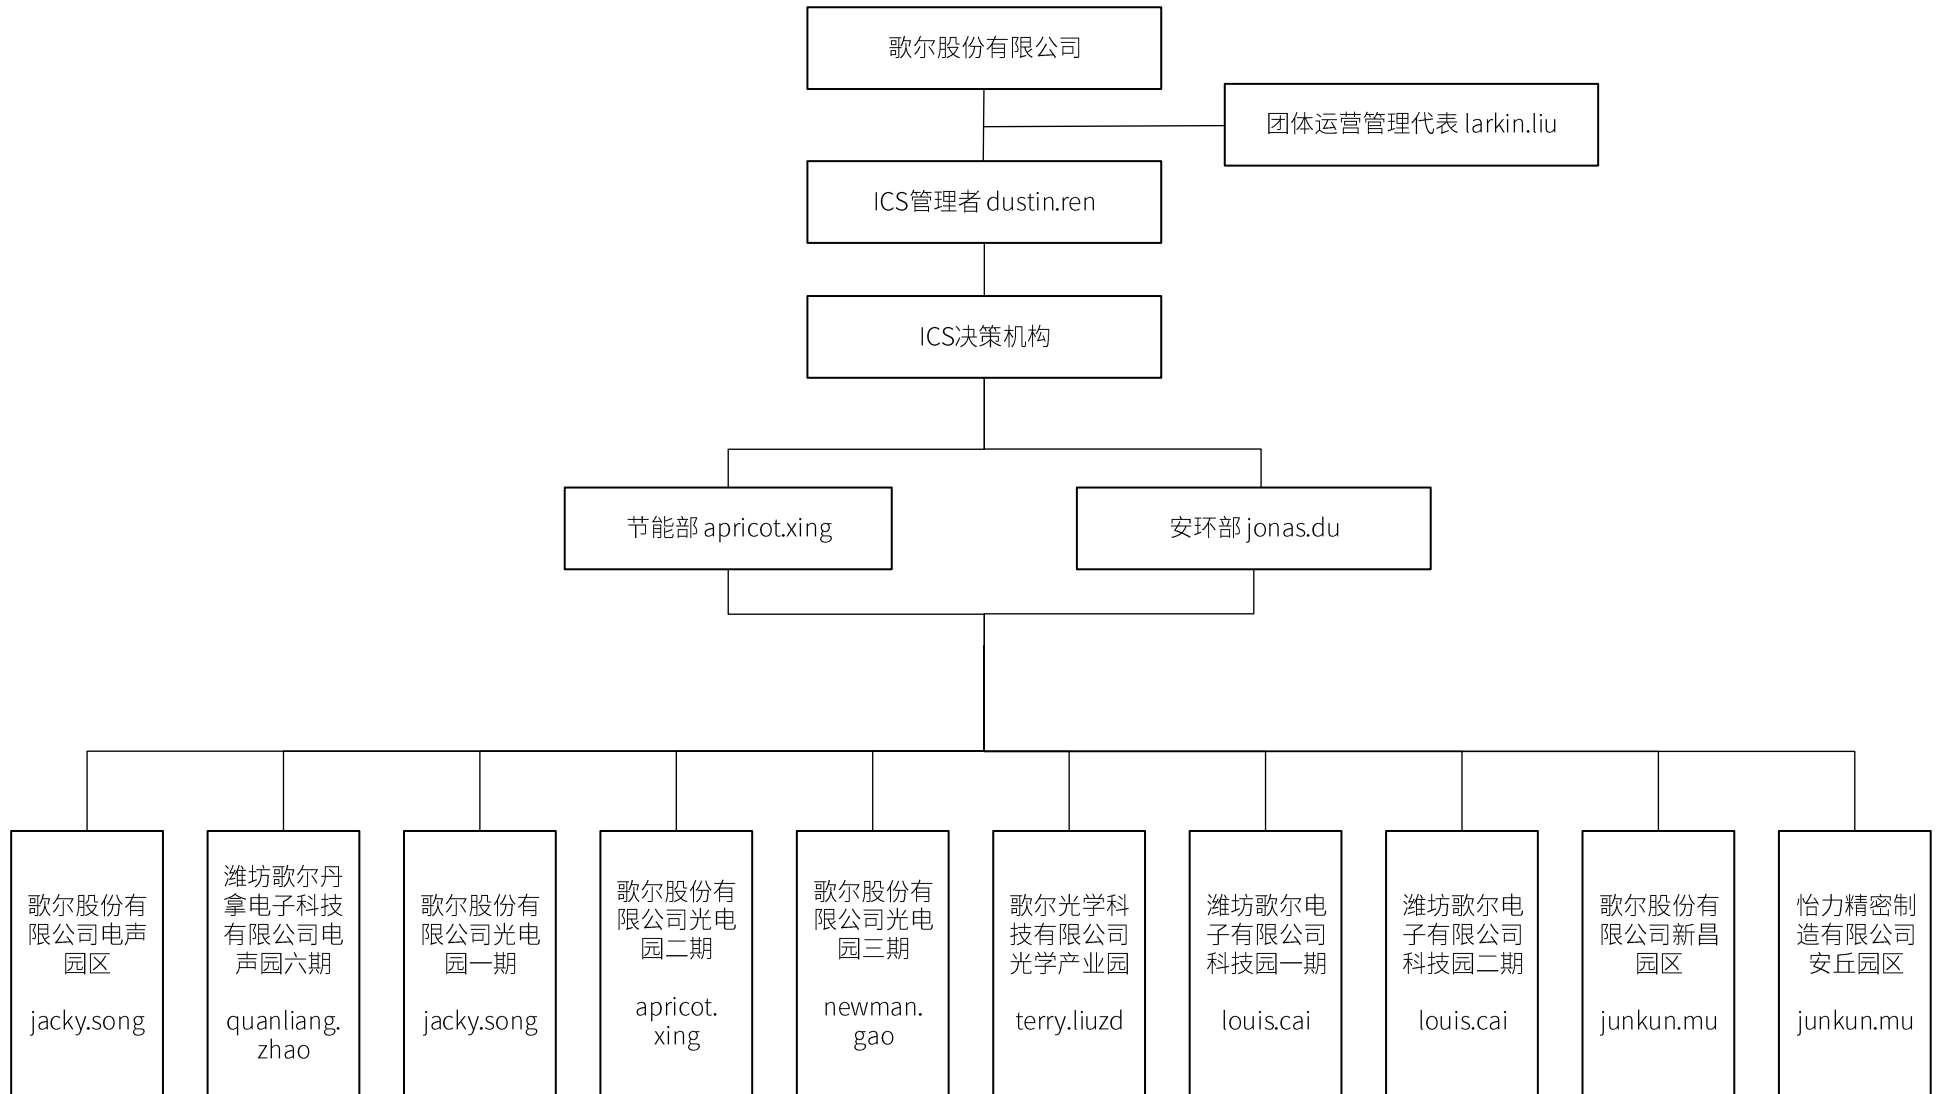 歌尔股份有限公司
团体运营管理代表 larkin.liu
ICS管理者 dustin.ren
ICS决策机构
节能部 apricot.xing
安环部 jonas.du
歌尔股份有
限公司电声
园区
jacky.song
潍坊歌尔丹
拿电子科技
有限公司电
声园六期
quanliang.
zhao
歌尔股份有
限公司光电
园一期
jacky.song
歌尔股份有
限公司光电
园二期
apricot.
xing
歌尔股份有
限公司光电
园三期
newman.
gao
歌尔光学科
技有限公司
光学产业园
terry.liuzd
潍坊歌尔电
子有限公司
科技园一期
louis.cai
潍坊歌尔电
子有限公司
科技园二期
louis.cai
歌尔股份有
限公司新昌
园区
junkun.mu
怡力精密制
造有限公司
安丘园区
junkun.mu